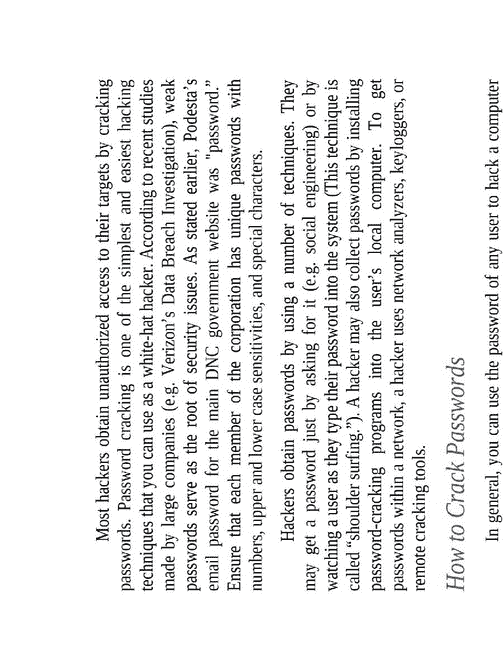 Most hackers obtain unauthorized access to their targets by cracking
passwords. Password cracking is one of the simplest and easiest hacking
techniques that you can use as a white-hat hacker. According to recent studies
made by large companies (e.g. Verizon's Data Breach Investigation), weak
passwords serve as the root of security issues. As stated earlier, Podesta's
email password for the main DNC government website was "password.”
Ensure that each member of the corporation has unique passwords with
numbers, upper and lower case sensitivities, and special characters.
Hackers obtain passwords by using a number of techniques. They
may get a password just by asking for it (e.g. social engineering) or by
watching a user as they type their password into the system (This technique is
called “shoulder surfing.”). A hacker may also collect passwords by installing
password-cracking programs into the user's local computer. To get
passwords within a network, a hacker uses network analyzers, keyloggers, or
remote cracking tools.
How to Crack Passwords
In general, you can use the password of any user to hack a computer